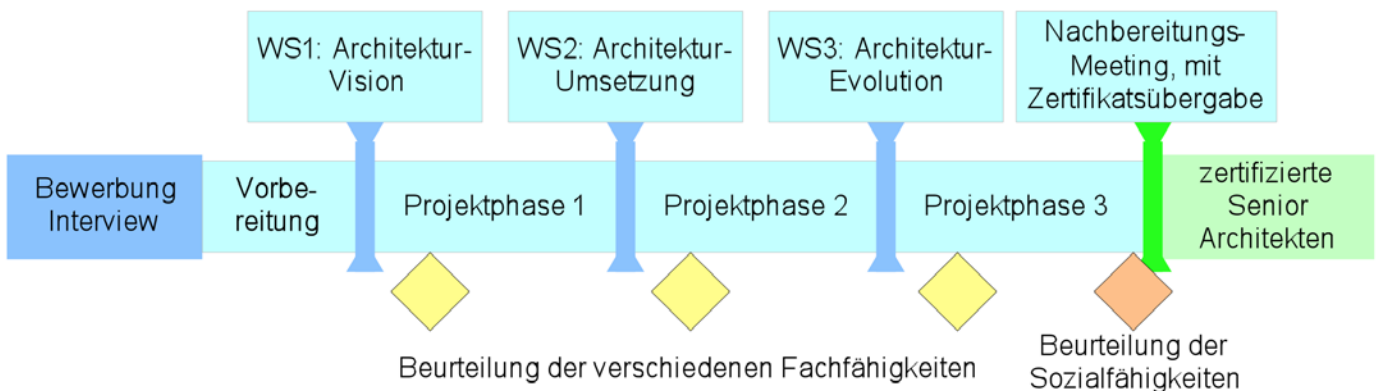 WS1: Architektur-
Vision
WS2: Architektur-
Umsetzung
WS3: Architektur-
Evolution
Nachbereitungs-
Meeting, mit
Zertifikatsübergabe
Bewerbung
Interview
Vorbe-
reitung
Projektphase 1
Projektphase 2
Projektphase 3
zertifizierte
Senior
Architekten
Beurteilung der verschiedenen Fachfähigkeiten
Beurteilung der
Sozialfähigkeiten